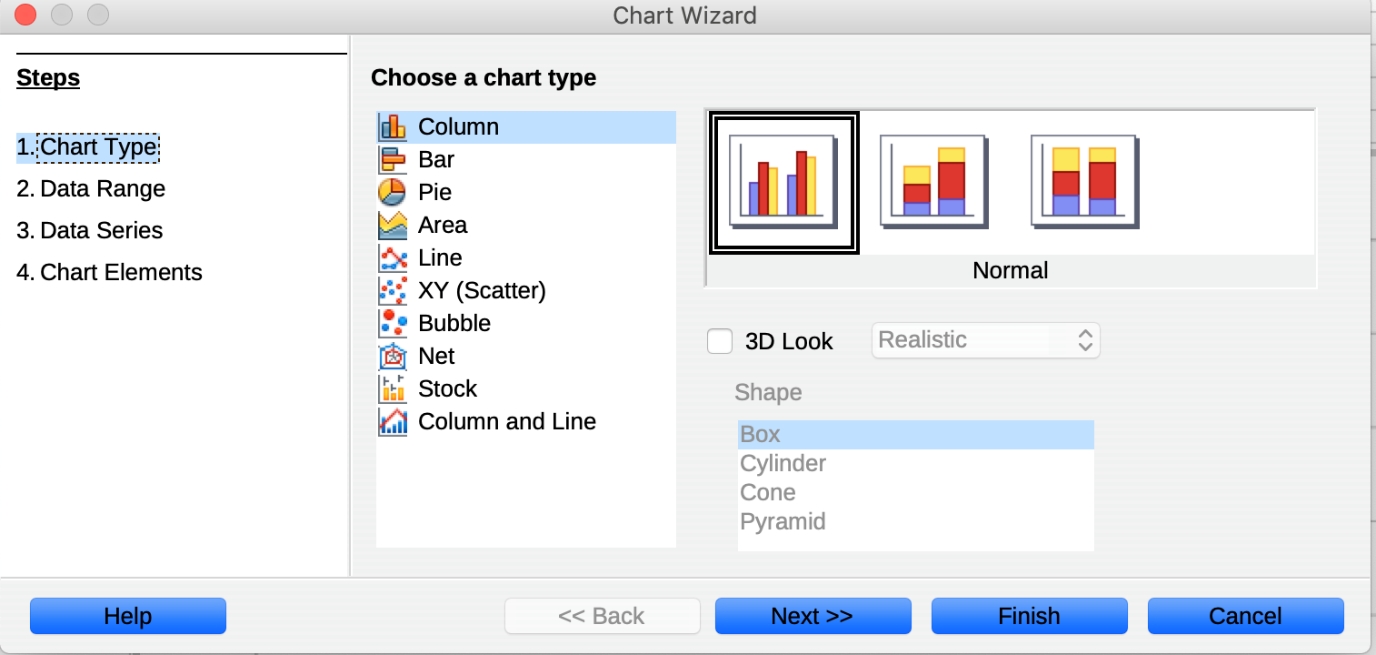 Chart Wizard
Steps
1. Chart Type
2. Data Range
3. Data Series
4. Chart Elements
Choose a chart type
Column
Bar
Pie
Area
Line
XY (Scatter)
Bubble
Net
Stock
Column and Line
Normal
3D Look
Realistic
Shape
Box
Cylinder
Cone
Pyramid
Help
<< Back
Next >>
Finish
Cancel